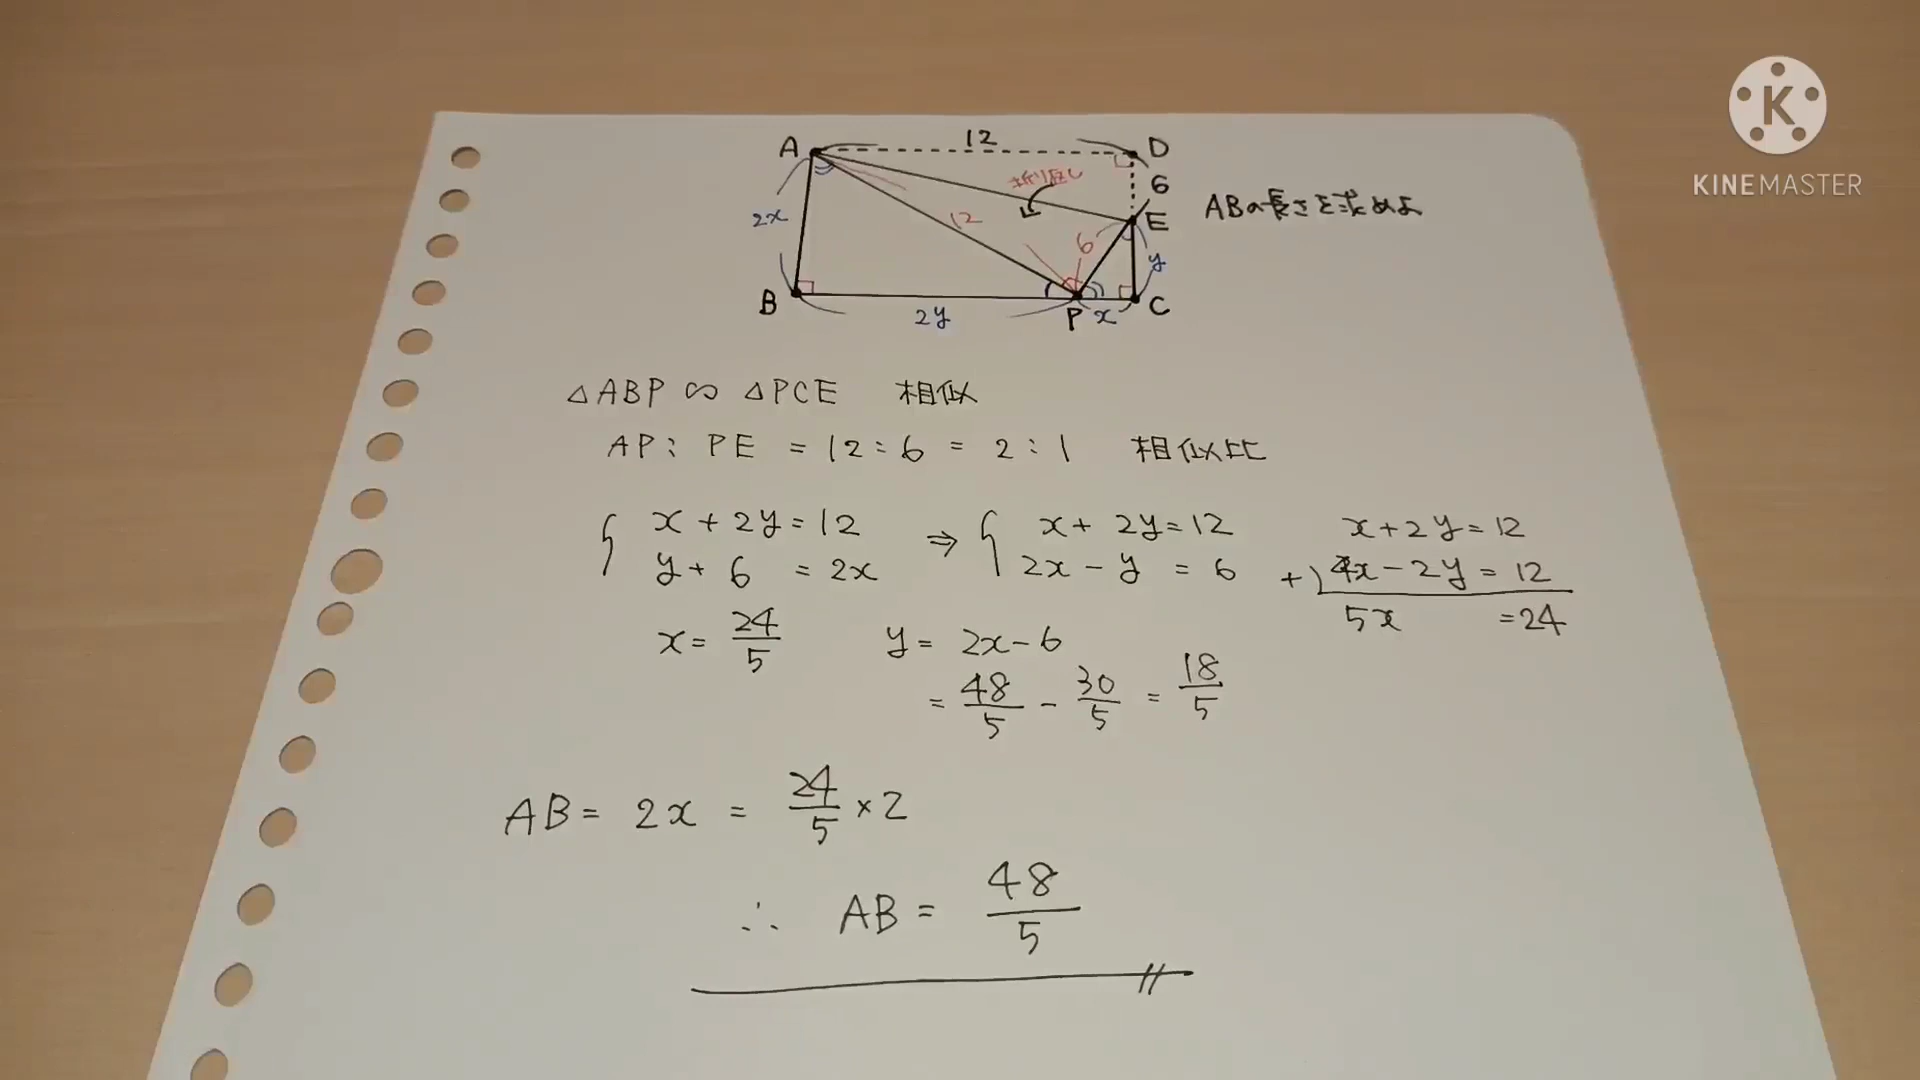 12
A
D
折り返し
6
ABの長さを求めよ
2x
12
E
6
y
B
2y
P
x
C
△ABP ∽ △PCE 相似
AP : PE = 12 : 6 = 2 : 1 相似比
{ x + 2y = 12 ⇒ { x + 2y = 12
y + 6 = 2x 2x - y = 6
x + 2y = 12
+) 4x - 2y = 12
5x = 24
x = 24/5 y = 2x - 6
= 48/5 - 30/5 = 18/5
AB = 2x = 24/5 × 2
∴ AB = 48/5
K
KINEMASTER